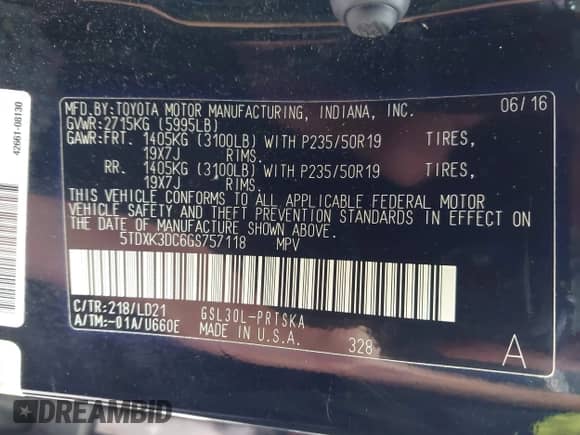 42661-08130
MFD.BY:TOYOTA MOTOR MANUFACTURING, INDIANA, INC. 06/16
GVWR:2715KG (5995LB)
GAWR:FRT. 1405KG (3100LB) WITH P235/50R19 TIRES,
19X7J RIMS.
RR. 1405KG (3100LB) WITH P235/50R19 TIRES,
19X7J RIMS.
THIS VEHICLE CONFORMS TO ALL APPLICABLE FEDERAL MOTOR
VEHICLE SAFETY AND THEFT PREVENTION STANDARDS IN EFFECT ON
THE DATE OF MANUFACTURE SHOWN ABOVE.
5TDXK3DC6GS757118 MPV
C/TR:218/LD21 GSL30L-PRTSKA
A/TM:-01A/U660E MADE IN U.S.A. 328 A
DREAMBID